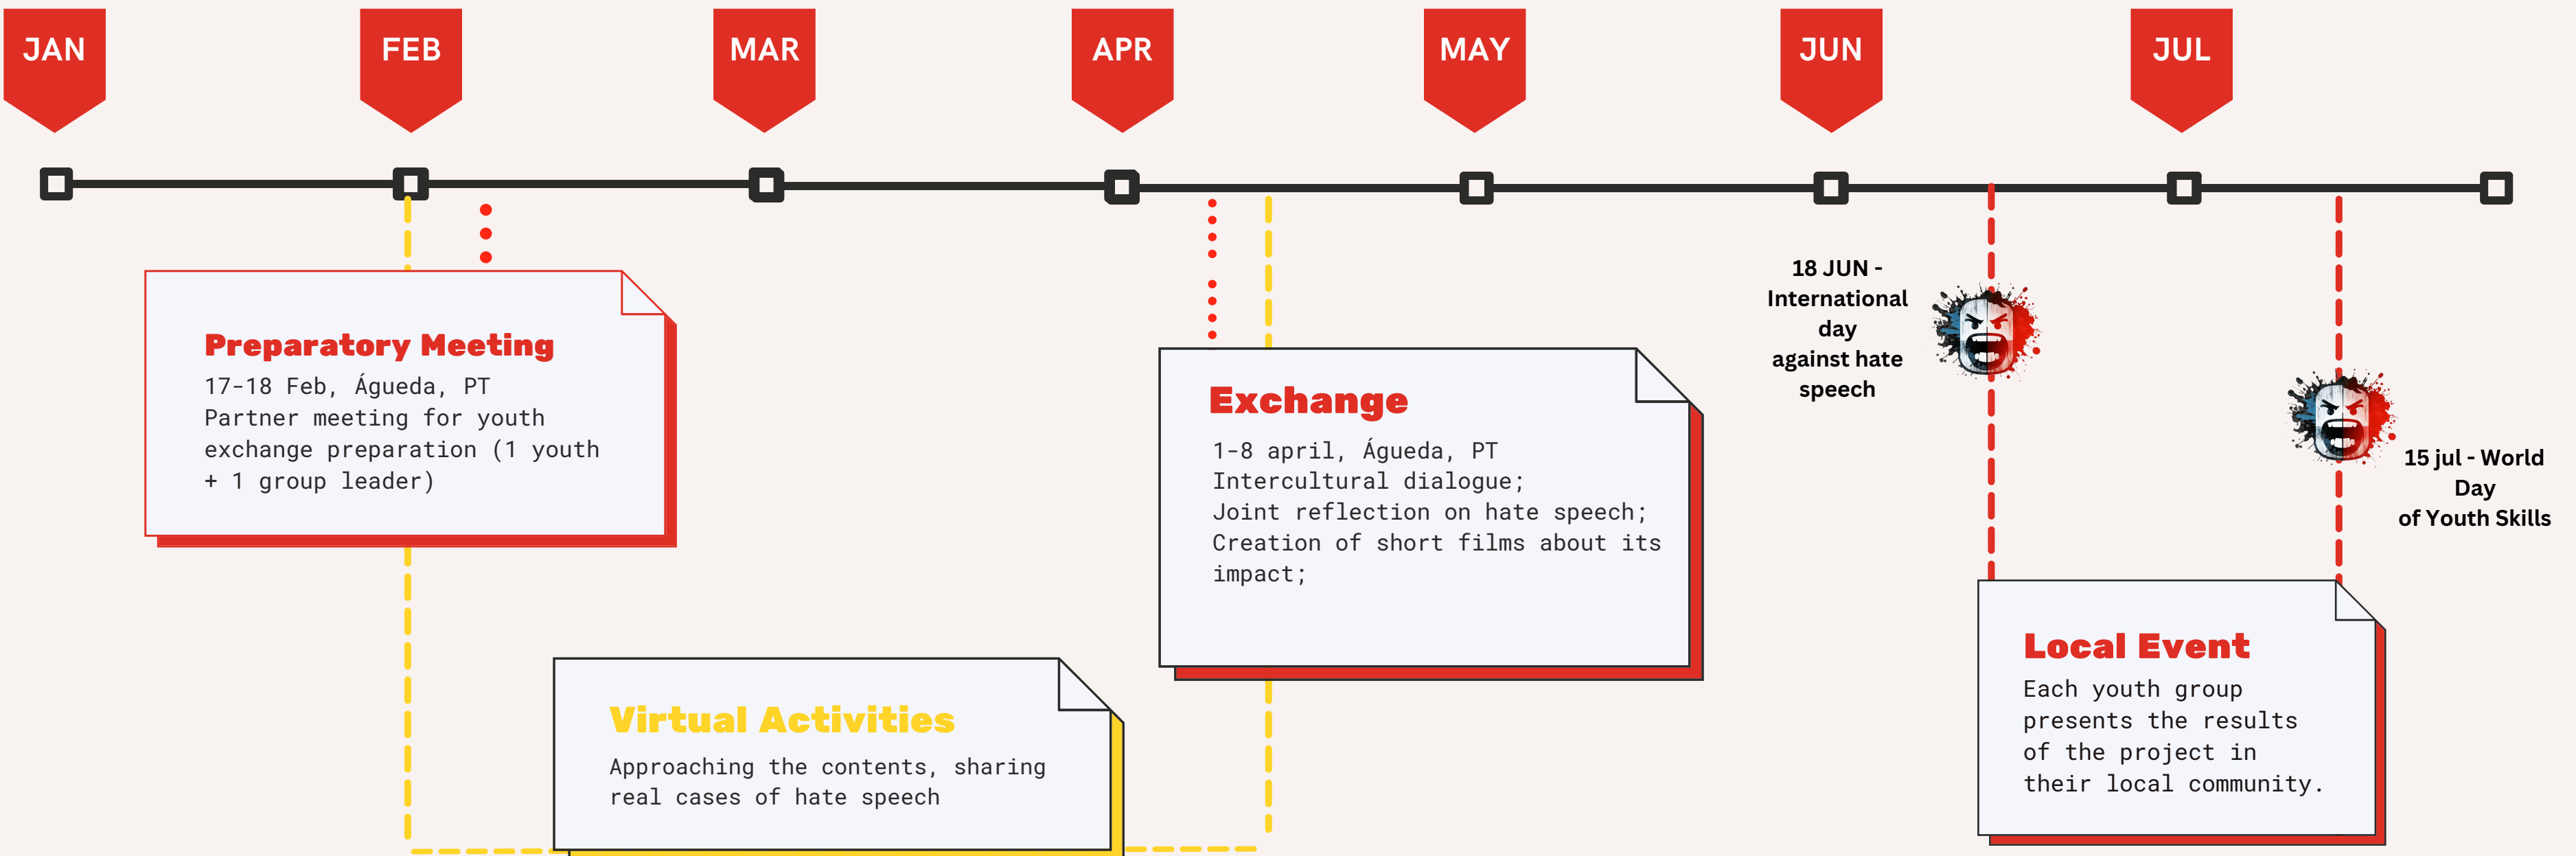 JAN
FEB
MAR
APR
MAY
JUN
JUL
Preparatory Meeting
17-18 Feb, Águeda, PT
Partner meeting for youth
exchange preparation (1 youth
+ 1 group leader)
Virtual Activities
Approaching the contents, sharing
real cases of hate speech
Exchange
1-8 april, Águeda, PT
Intercultural dialogue;
Joint reflection on hate speech;
Creation of short films about its
impact;
18 JUN -
International
day
against hate
speech
15 jul - World
Day
of Youth Skills
Local Event
Each youth group
presents the results
of the project in
their local community.